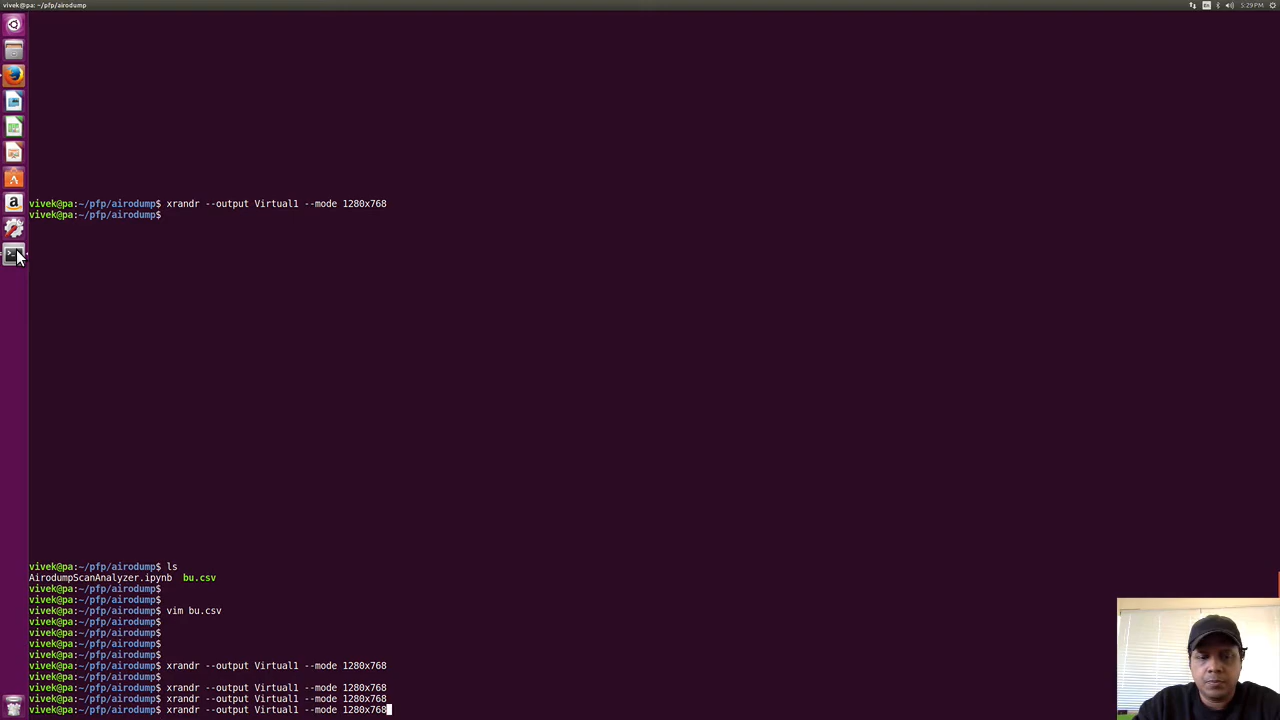 vivek@pa: ~/pfp/airodump
En
5:29 PM
vivek@pa:~/pfp/airodump$ xrandr --output Virtual1 --mode 1280x768
vivek@pa:~/pfp/airodump$
vivek@pa:~/pfp/airodump$ ls
AirodumpScanAnalyzer.ipynb  bu.csv
vivek@pa:~/pfp/airodump$
vivek@pa:~/pfp/airodump$
vivek@pa:~/pfp/airodump$ vim bu.csv
vivek@pa:~/pfp/airodump$
vivek@pa:~/pfp/airodump$
vivek@pa:~/pfp/airodump$
vivek@pa:~/pfp/airodump$
vivek@pa:~/pfp/airodump$ xrandr --output Virtual1 --mode 1280x768
vivek@pa:~/pfp/airodump$
vivek@pa:~/pfp/airodump$ xrandr --output Virtual1 --mode 1280x768
vivek@pa:~/pfp/airodump$ xrandr --output Virtual1 --mode 1280x768
vivek@pa:~/pfp/airodump$ xrandr --output Virtual1 --mode 1280x768